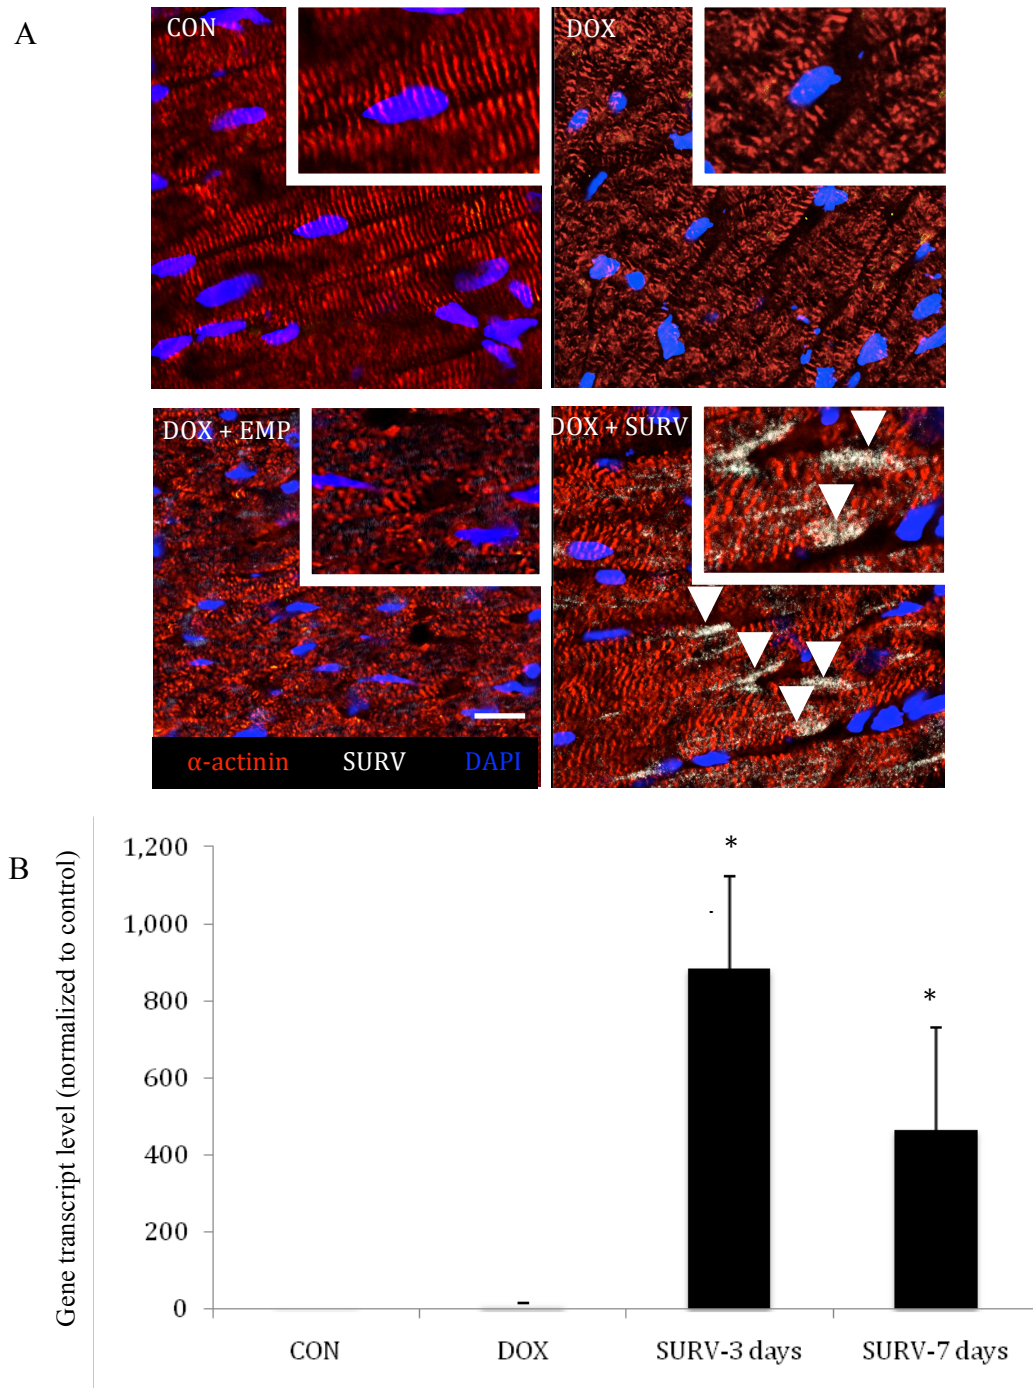 A
CON
DOX
DOX + EMP
DOX + SURV
α-actinin SURV DAPI
B
Gene transcript level (normalized to control)
1,200
1,000
800
600
400
200
0
*
*
CON DOX SURV-3 days SURV-7 days